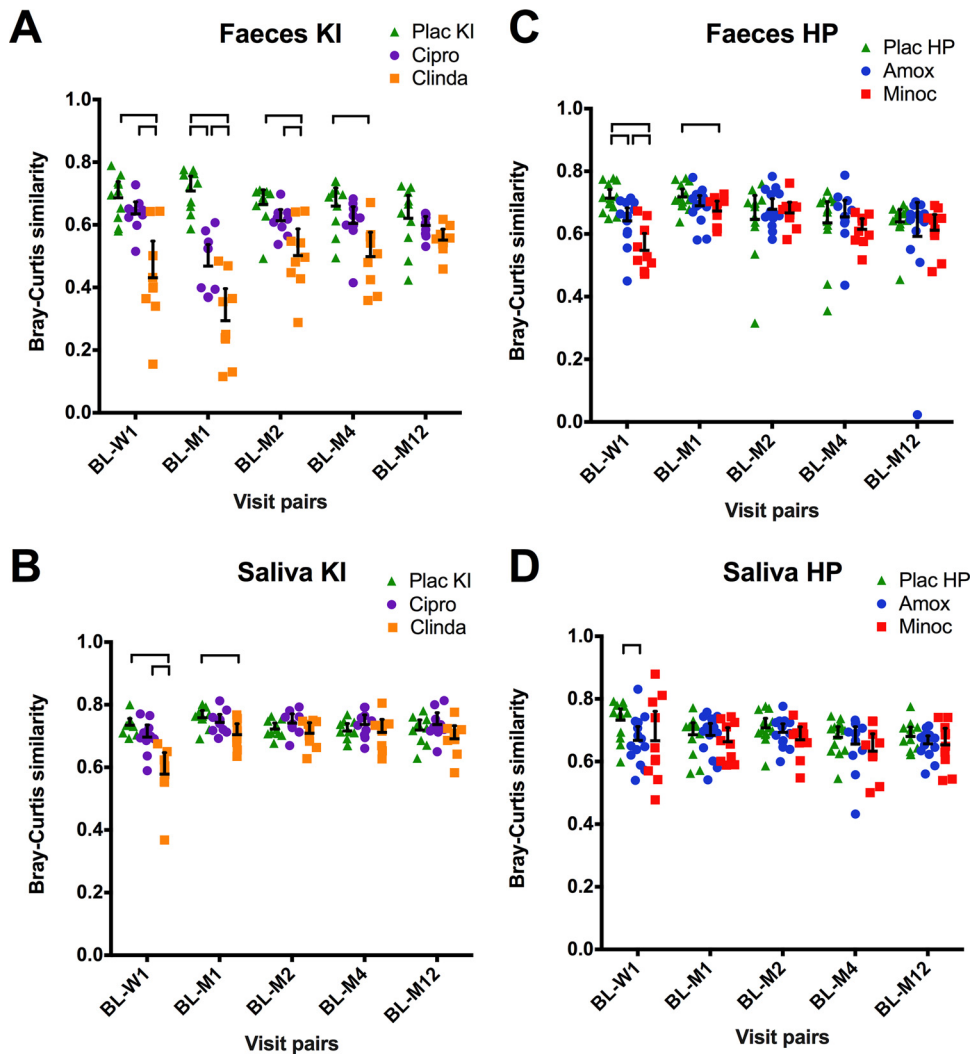 A
Faeces KI
Plac KI
Cipro
Clinda
Bray-Curtis similarity
1.0
0.8
0.6
0.4
0.2
0.0
BL-W1
BL-M1
BL-M2
BL-M4
BL-M12
Visit pairs
C
Faeces HP
Plac HP
Amox
Minoc
Bray-Curtis similarity
1.0
0.8
0.6
0.4
0.2
0.0
BL-W1
BL-M1
BL-M2
BL-M4
BL-M12
Visit pairs
B
Saliva KI
Plac KI
Cipro
Clinda
Bray-Curtis similarity
1.0
0.8
0.6
0.4
0.2
0.0
BL-W1
BL-M1
BL-M2
BL-M4
BL-M12
Visit pairs
D
Saliva HP
Plac HP
Amox
Minoc
Bray-Curtis similarity
1.0
0.8
0.6
0.4
0.2
0.0
BL-W1
BL-M1
BL-M2
BL-M4
BL-M12
Visit pairs